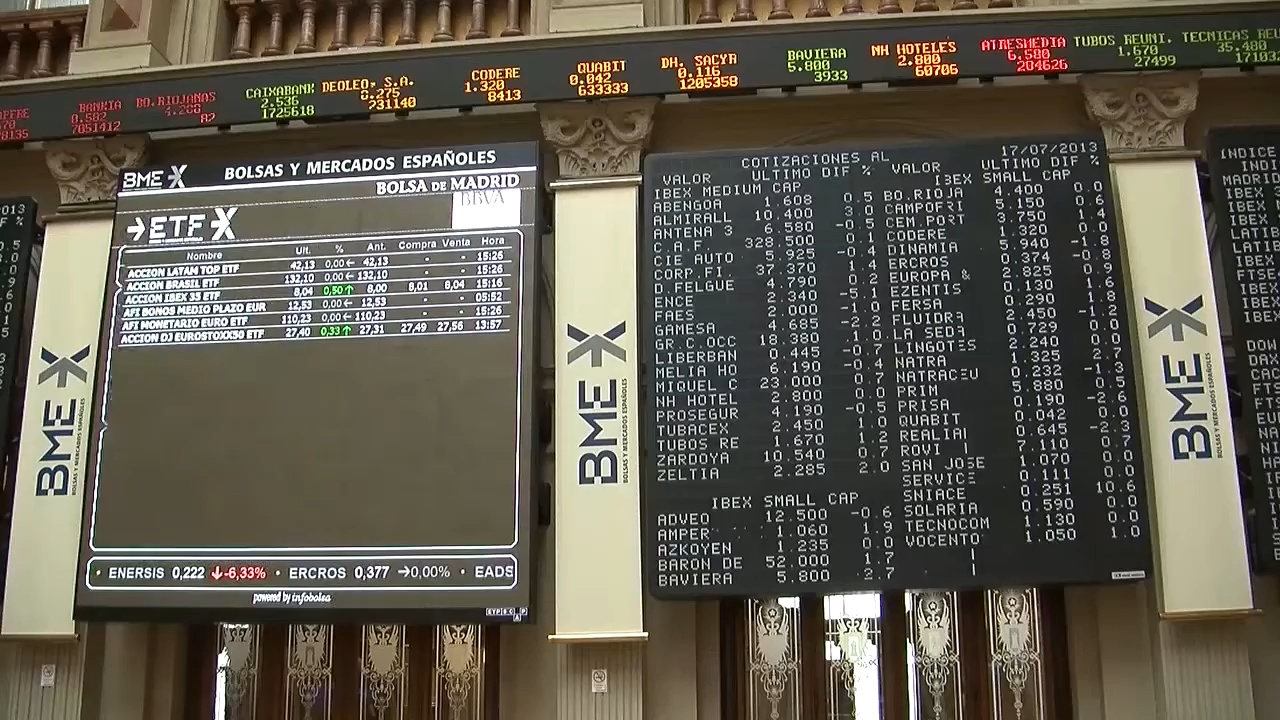 BANKIA 0.582 7051412
BO.RIOJANAS 4.280 A2
CAIXABANK 2.536 1725618
DEOLEO, S.A. 0.275 231140
CODERE 1.320 8413
QUABIT 0.042 633333
DH. SACYR 0.116 1205358
BAVIERA 5.800 3933
NH HOTELES 2.800 60706
ATRESMEDIA 6.580 204626
TUBOS REUNI. 1.670 27499
TECNICAS REU 35.480 17103
BME X BOLSAS Y MERCADOS ESPAÑOLES
BOLSA DE MADRID
BBVA
ETF X
Nombre Ult. % Ant. Compra Venta Hora
ACCION LATAM TOP ETF 42,13 0,00← 42,13 - - 15:26
ACCION BRASIL ETF 132,10 0,00← 132,10 - - 15:26
ACCION IBEX 35 ETF 8,04 0,50↑ 8,00 8,01 8,04 15:16
AFI BONOS MEDIO PLAZO EUR 12,53 0,00← 12,53 - - 05:52
AFI MONETARIO EURO ETF 110,23 0,00← 110,23 - - 15:26
ACCION DJ EUROSTOXX50 ETF 27,40 0,33↑ 27,31 27,49 27,56 13:57
· ENERSIS 0,222 ↓-6,33% · ERCROS 0,377 →0,00% · EADS
powered by infobolsa
BME X
BOLSAS Y MERCADOS ESPAÑOLES
BME X
BOLSAS Y MERCADOS ESPAÑOLES
COTIZACIONES AL 17/07/2013
VALOR ULTIMO DIF %
IBEX MEDIUM CAP
ABENGOA 1.608 0.5
ALMIRALL 10.400 3.0
ANTENA 3 6.580 -0.5
C.A.F. 328.500 0.1
CIE AUTO 5.925 -0.4
CORP.FI. 37.370 1.4
D.FELGUE 4.790 0.2
ENCE 2.340 -5.1
FAES 2.000
GAMESA 4.685 -2.2
GR.C.OCC 18.380 1.0
LIBERBAN 0.445 -0.7
MELIA HO 6.190 -0.4
MIQUEL C 23.000 0.7
NH HOTEL 2.800 0.0
PROSEGUR 4.190 -0.5
TUBACEX 2.450 1.0
TUBOS RE 1.670 1.2
ZARDOYA 10.540 0.7
ZELTIA 2.285 2.0
IBEX SMALL CAP
ADVEO 12.500 -0.6
AMPER 1.060 1.9
AZKOYEN 1.235 0.0
BARON DE 52.000 1.7
BAVIERA 5.800 -2.7
VALOR ULTIMO DIF %
IBEX SMALL CAP
BO.RIOJA 4.400 0.0
CAMPOFRI 5.150 0.6
CEM.PORT 3.750 1.4
CODERE 1.320 0.0
DINAMIA 5.940 -1.8
ERCROS 0.374 -0.8
EUROPA & 2.825 0.9
EZENTIS 0.130 1.6
FERSA 0.290 1.8
FLUIDRA 2.450 -1.2
LA SEDA 0.729 0.0
LINGOTES 2.240 0.0
NATRA 1.325 2.7
NATRACEU 0.232 -1.3
PRIM 5.880 0.5
PRISA 0.190 -2.6
QUABIT 0.042 0.0
REALIA 0.645 -2.3
ROVI 7.110 0.7
SAN JOSE 1.070 0.0
SERVICE 0.111 0.0
SNIACE 0.251 10.6
SOLARIA 0.590 0.0
TECNOCOM 1.130 0.0
VOCENTO 1.050 1.0
BME X
BOLSAS Y MERCADOS ESPAÑOLES
INDICE
MADRID
IBEX
IBEX
IBEX
LATIB
LATIB
IBEX
FTSE
IBEX
IBEX
DOW
DAX
CAC